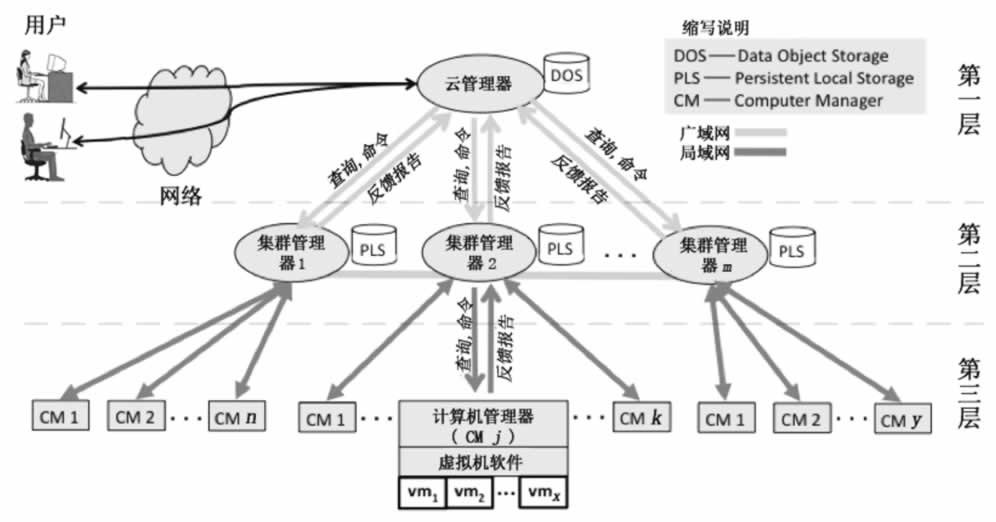 用户
网络
云管理器
DOS
缩写说明
DOS — Data Object Storage
PLS — Persistent Local Storage
CM — Computer Manager
广域网
局域网
第一层
查询,命令
反馈报告
查询,命令
反馈报告
查询,命令
反馈报告
集群管理
器1
PLS
集群管理
器2
PLS
...
集群管理
器m
PLS
第二层
查询,命令
反馈报告
CM 1
CM 2
...
CM n
CM 1
...
计算机管理器
(CM j)
虚拟机软件
vm1
vm2
...
vmx
...
CM k
CM 1
CM 2
...
CM y
第三层